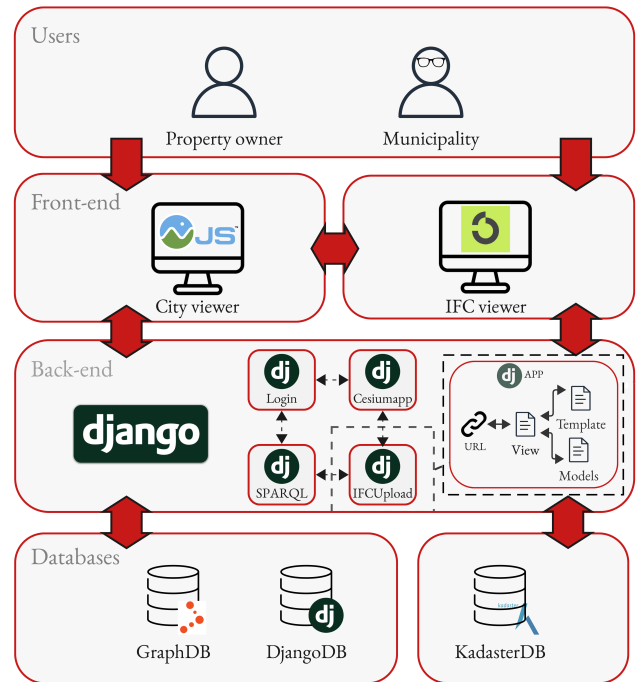 Users
Property owner
Municipality
Front-end
JS
City viewer
IFC viewer
Back-end
django
dj
Login
dj
Cesiumapp
dj
SPARQL
dj
IFCUpload
dj APP
URL
View
Template
Models
Databases
GraphDB
dj
DjangoDB
kadaster
KadasterDB